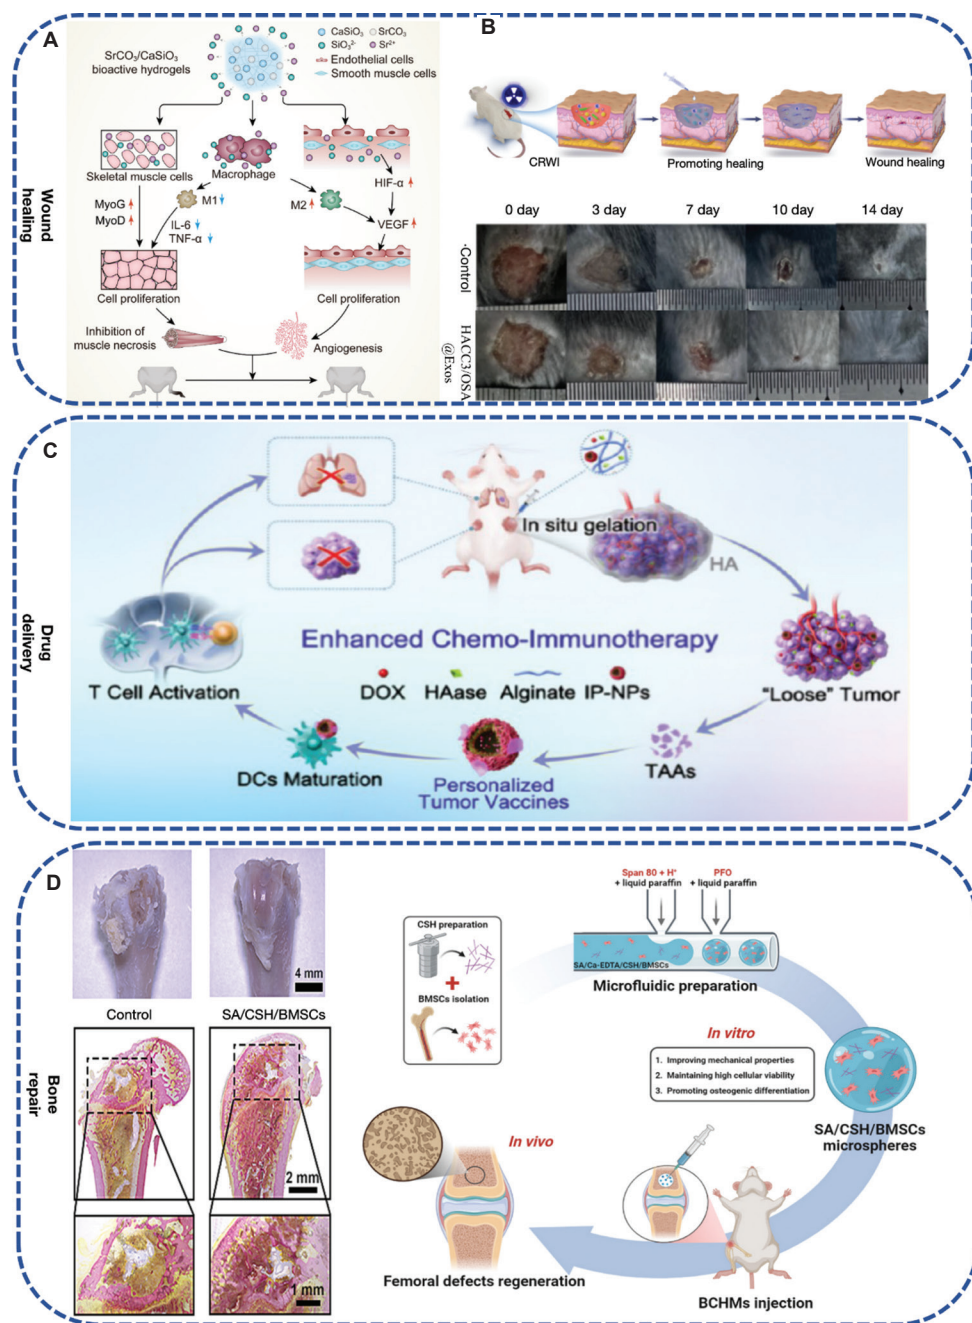 A
SrCO₃/CaSiO₃
bioactive hydrogels
CaSiO₃ SrCO₃
SiO₃²⁻ Sr²⁺
Endothelial cells
Smooth muscle cells
Skeletal muscle cells
Macrophage
HIF-α
MyoG
MyoD
M1
M2
IL-6
TNF-α
VEGF
Cell proliferation
Cell proliferation
Inhibition of
muscle necrosis
Angiogenesis
Wound
healing
B
CRWI
Promoting healing
Wound healing
0 day 3 day 7 day 10 day 14 day
·Control
HACC3/OSA
@Exos
C
In situ gelation
HA
Enhanced Chemo-Immunotherapy
T Cell Activation
DOX HAase Alginate IP-NPs
"Loose" Tumor
DCs Maturation
Personalized
Tumor Vaccines
TAAs
Drug
delivery
D
4 mm
Control
SA/CSH/BMSCs
2 mm
1 mm
Bone
repair
CSH preparation
+
BMSCs isolation
Span 80 + H⁺
+ liquid paraffin
PFO
+ liquid paraffin
SA/Ca-EDTA/CSH/BMSCs
Microfluidic preparation
In vitro
1. Improving mechanical properties
2. Maintaining high cellular viability
3. Promoting osteogenic differentiation
SA/CSH/BMSCs
microspheres
In vivo
Femoral defects regeneration
BCHMs injection